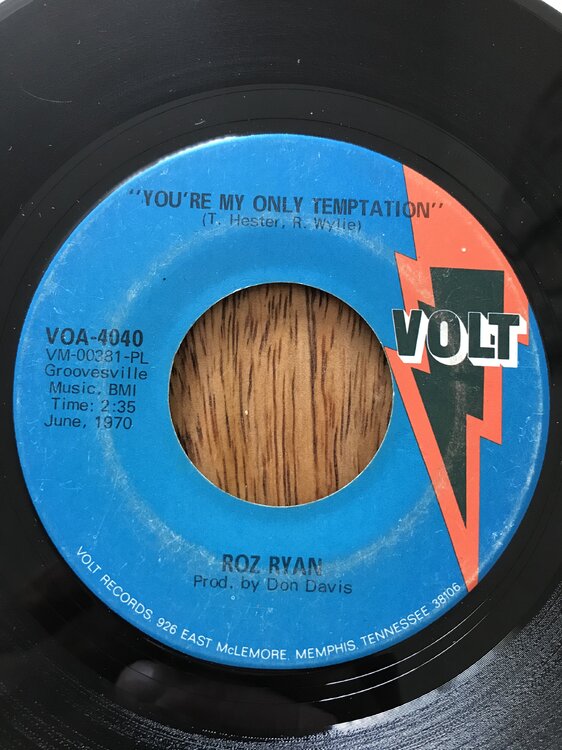 "YOU'RE MY ONLY TEMPTATION"
(T. Hester, R. Wylie)
VOLT
VOA-4040
VM-00381-PL
Groovesville
Music, BMI
Time: 2:35
June, 1970
ROZ RYAN
Prod. by Don Davis
VOLT RECORDS, 926 EAST McLEMORE, MEMPHIS, TENNESSEE 38106